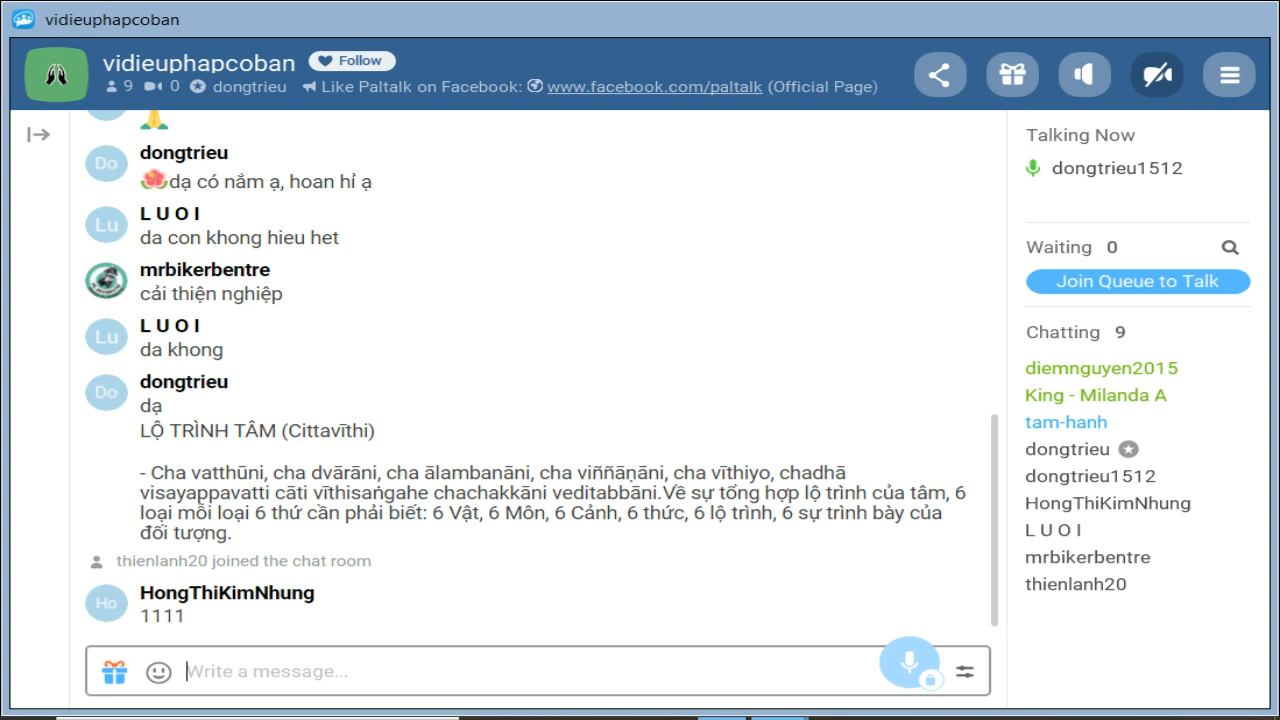 vidieuphapcoban
vidieuphapcoban Follow
9 0 dongtrieu Like Paltalk on Facebook: www.facebook.com/paltalk (Official Page)
Do dongtrieu
dạ có nắm ạ, hoan hỉ ạ
Lu L U O I
da con khong hieu het
mrbikerbentre
cải thiện nghiệp
Lu L U O I
da khong
Do dongtrieu
dạ
LỘ TRÌNH TÂM (Cittavīthi)
- Cha vatthūni, cha dvārāni, cha ālambanāni, cha viññāṇāni, cha vīthiyo, chadhā
visayappavatti cāti vīthisaṅgahe chachakkāni veditabbāni.Về sự tổng hợp lộ trình của tâm, 6
loại mỗi loại 6 thứ cần phải biết: 6 Vật, 6 Môn, 6 Cảnh, 6 thức, 6 lộ trình, 6 sự trình bày của
đối tượng.
thienlanh20 joined the chat room
Ho HongThiKimNhung
1111
Write a message...
Talking Now
dongtrieu1512
Waiting 0
Join Queue to Talk
Chatting 9
diemnguyen2015
King - Milanda A
tam-hanh
dongtrieu
dongtrieu1512
HongThiKimNhung
L U O I
mrbikerbentre
thienlanh20